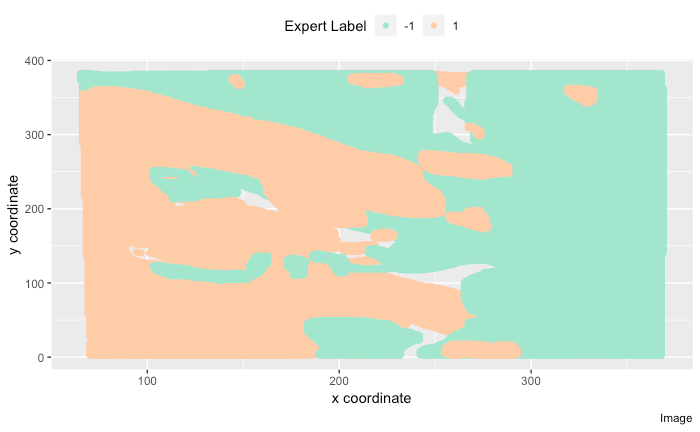 Expert Label -1 1
400
300
200
100
0
y coordinate
100 200 300
x coordinate
Image